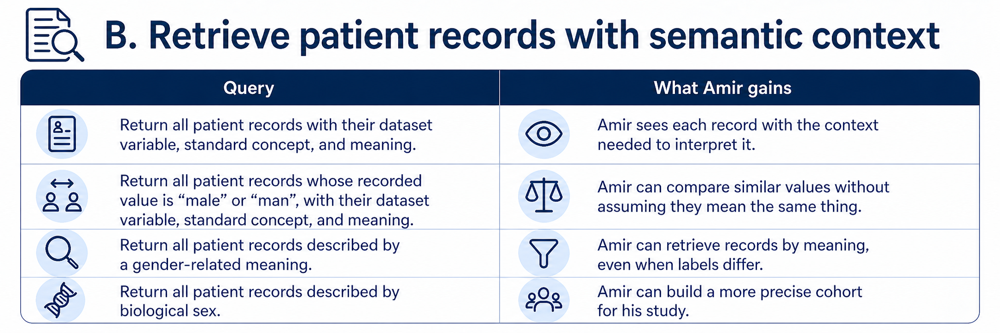 B. Retrieve patient records with semantic context
Query
What Amir gains
Return all patient records with their dataset
variable, standard concept, and meaning.
Amir sees each record with the context
needed to interpret it.
Return all patient records whose recorded
value is “male” or “man”, with their dataset
variable, standard concept, and meaning.
Amir can compare similar values without
assuming they mean the same thing.
Return all patient records described by
a gender-related meaning.
Amir can retrieve records by meaning,
even when labels differ.
Return all patient records described by
biological sex.
Amir can build a more precise cohort
for his study.